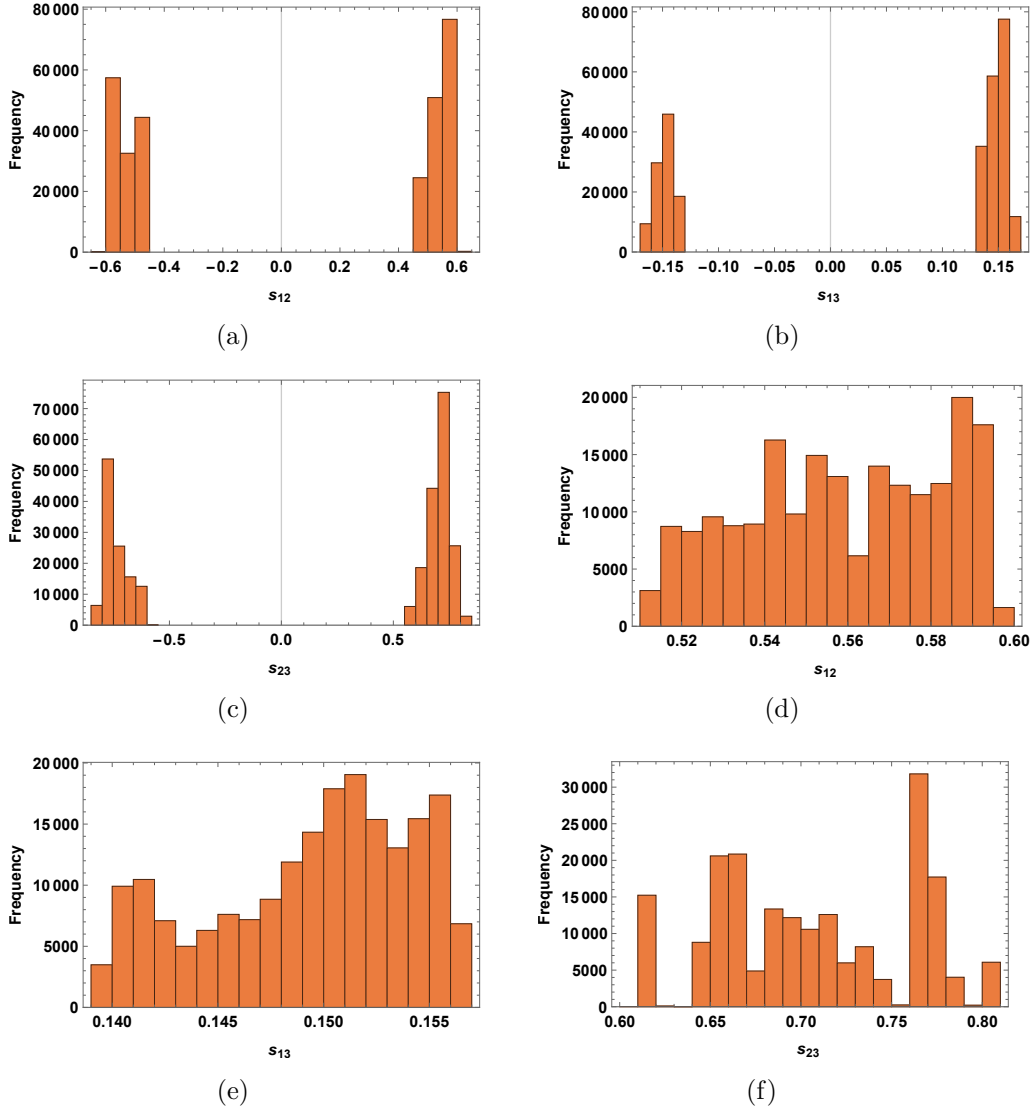 80 000
60 000
40 000
20 000
0
Frequency
−0.6 −0.4 −0.2 0.0 0.2 0.4 0.6
s12
(a)
80 000
60 000
40 000
20 000
0
Frequency
−0.15 −0.10 −0.05 0.00 0.05 0.10 0.15
s13
(b)
70 000
60 000
50 000
40 000
30 000
20 000
10 000
0
Frequency
−0.5 0.0 0.5
s23
(c)
20 000
15 000
10 000
5000
0
Frequency
0.52 0.54 0.56 0.58 0.60
s12
(d)
20 000
15 000
10 000
5000
0
Frequency
0.140 0.145 0.150 0.155
s13
(e)
30 000
25 000
20 000
15 000
10 000
5000
0
Frequency
0.60 0.65 0.70 0.75 0.80
s23
(f)